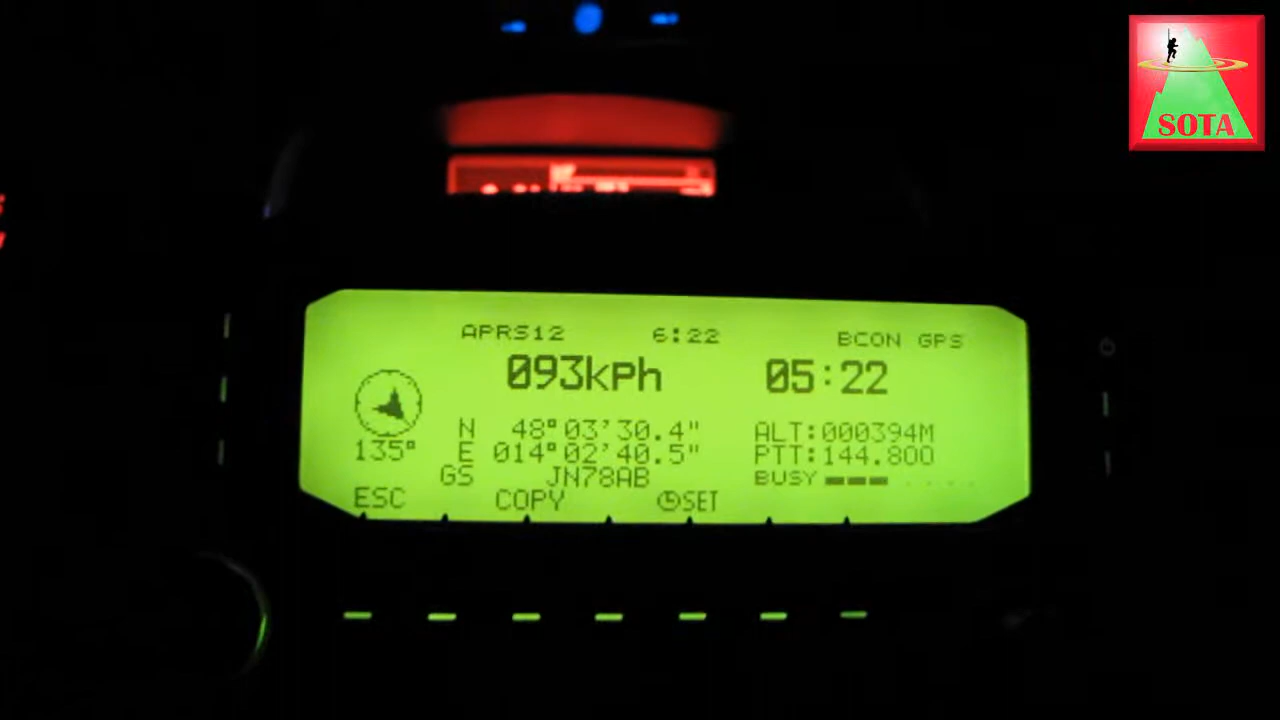 SOTA
APRS12 6:22 BCON GPS
093kph 05:22
N 48°03'30.4" ALT:000394M
135° E 014°02'40.5" PTT:144.800
GS JN78AB BUSY
ESC COPY SET